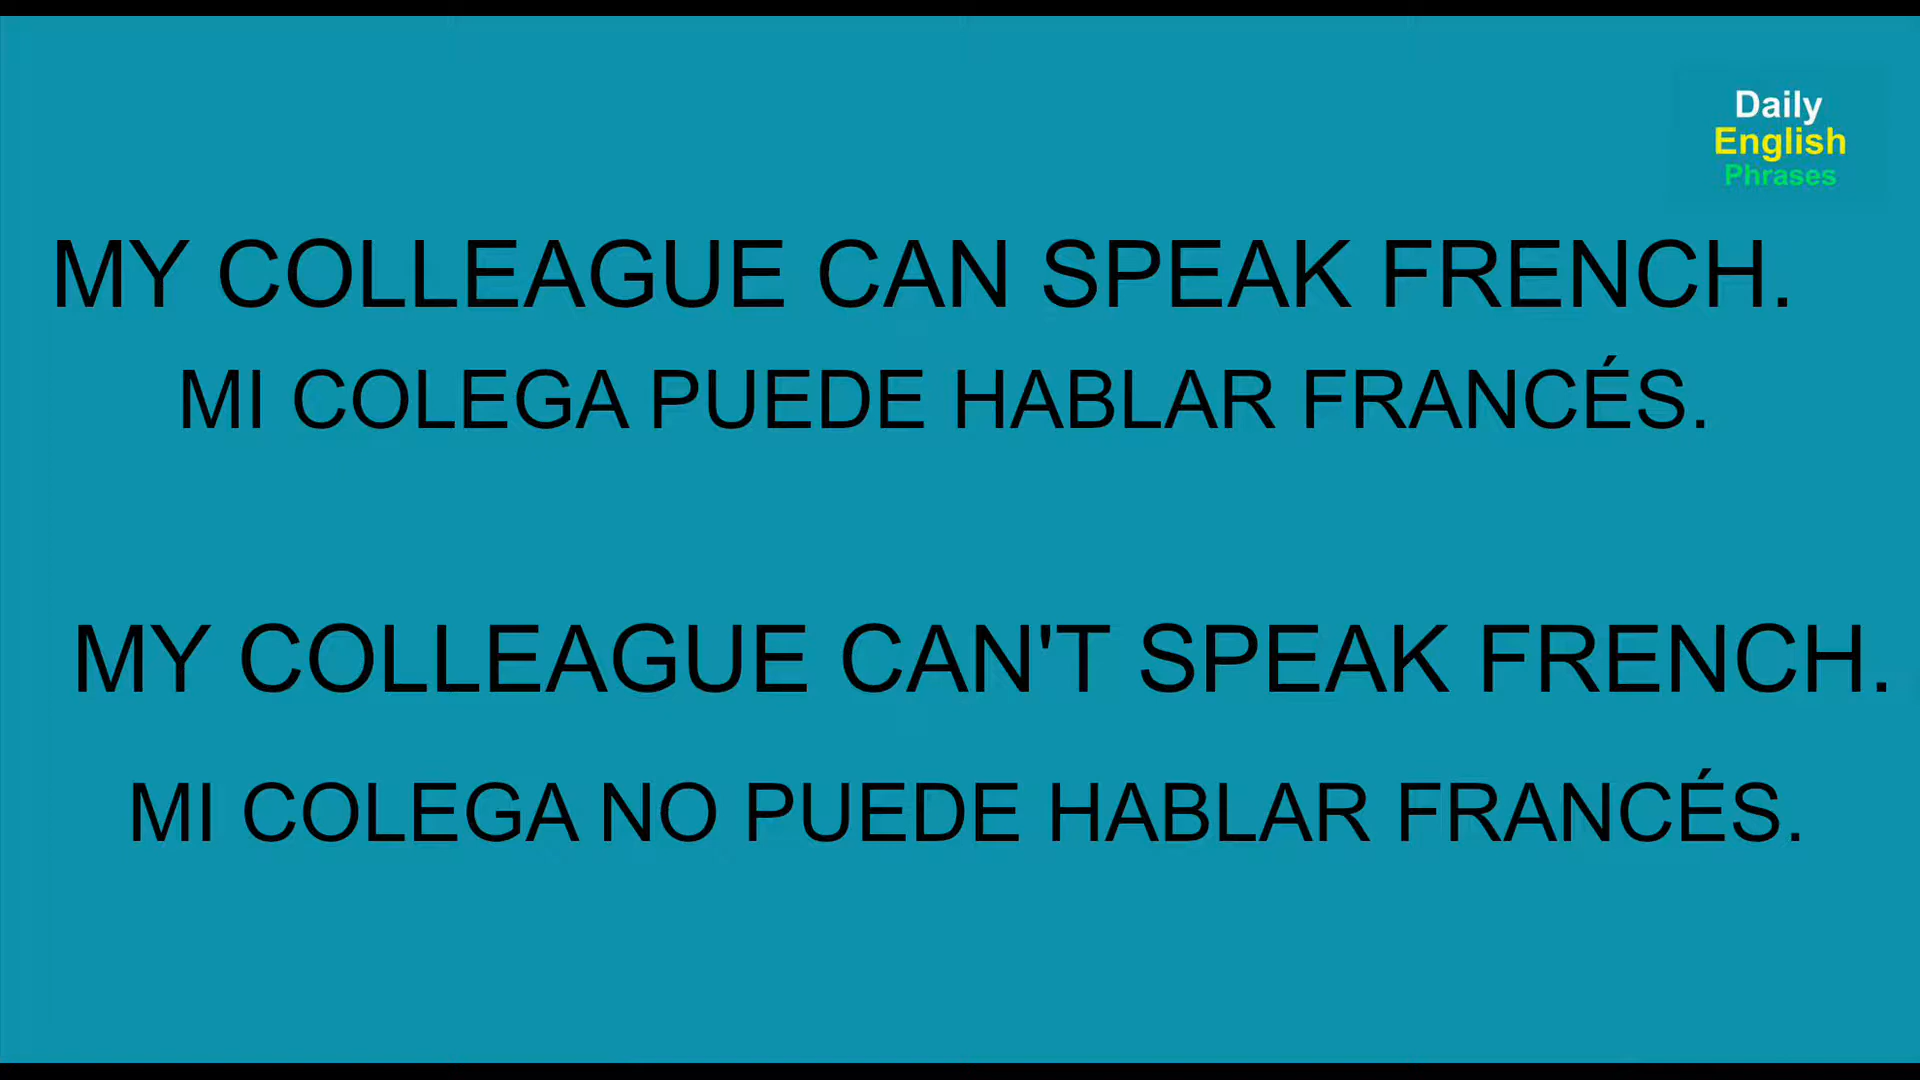 Daily
English
Phrases
MY COLLEAGUE CAN SPEAK FRENCH.
MI COLEGA PUEDE HABLAR FRANCÉS.
MY COLLEAGUE CAN'T SPEAK FRENCH.
MI COLEGA NO PUEDE HABLAR FRANCÉS.